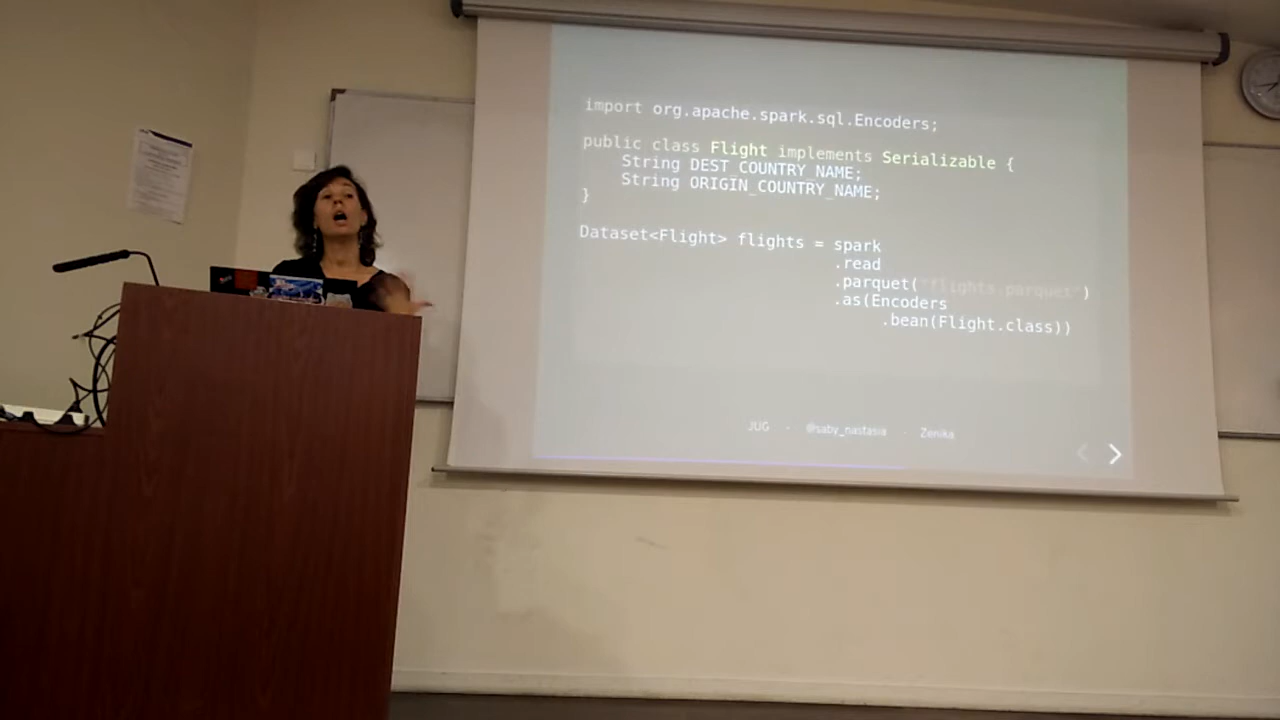 import org.apache.spark.sql.Encoders;
public class Flight implements Serializable {
String DEST_COUNTRY_NAME;
String ORIGIN_COUNTRY_NAME;
}
Dataset<Flight> flights = spark
.read
.parquet("flights.parquet")
.as(Encoders
.bean(Flight.class))
JUG - @saby_nastasia - Zenika